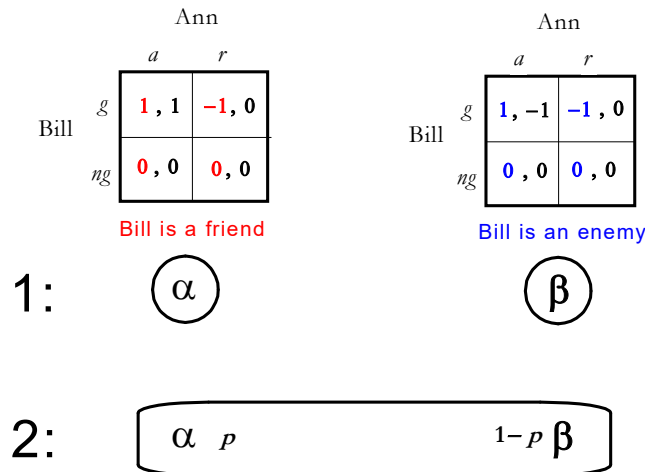 Ann Ann
a r a r
Bill g 1 , 1 −1, 0 Bill g 1, −1 −1 , 0
ng 0 , 0 0 , 0 ng 0 , 0 0 , 0
Bill is a friend Bill is an enemy
1: α β
2: α p 1− p β